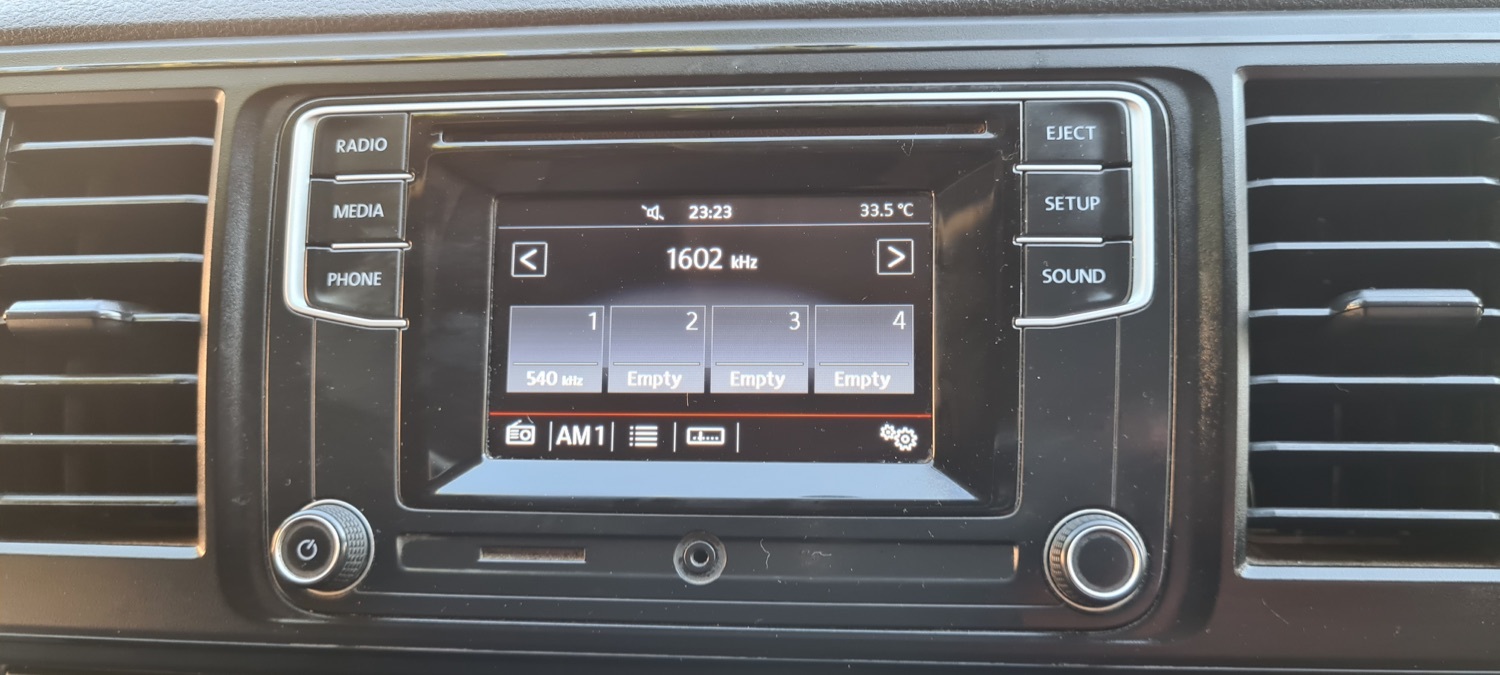 RADIO
MEDIA
PHONE
EJECT
SETUP
SOUND
23:23 33.5 °C
< 1602 kHz >
1 2 3 4
540 kHz Empty Empty Empty
AM1